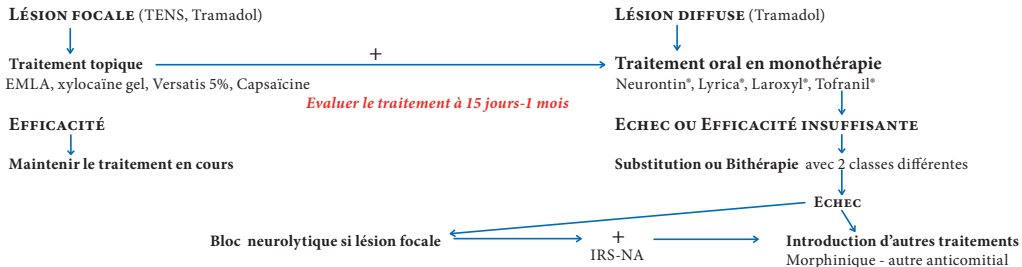 Lésion focale (TENS, Tramadol)
Lésion diffuse (Tramadol)
+
Traitement topique
Traitement oral en monothérapie
EMLA, xylocaïne gel, Versatis 5%, Capsaïcine
Neurontin®, Lyrica®, Laroxyl®, Tofranil®
Evaluer le traitement à 15 jours-1 mois
Efficacité
Echec ou Efficacité insuffisante
Maintenir le traitement en cours
Substitution ou Bithérapie avec 2 classes différentes
Echec
Bloc neurolytique si lésion focale
+
IRS-NA
Introduction d'autres traitements
Morphinique - autre anticomitial